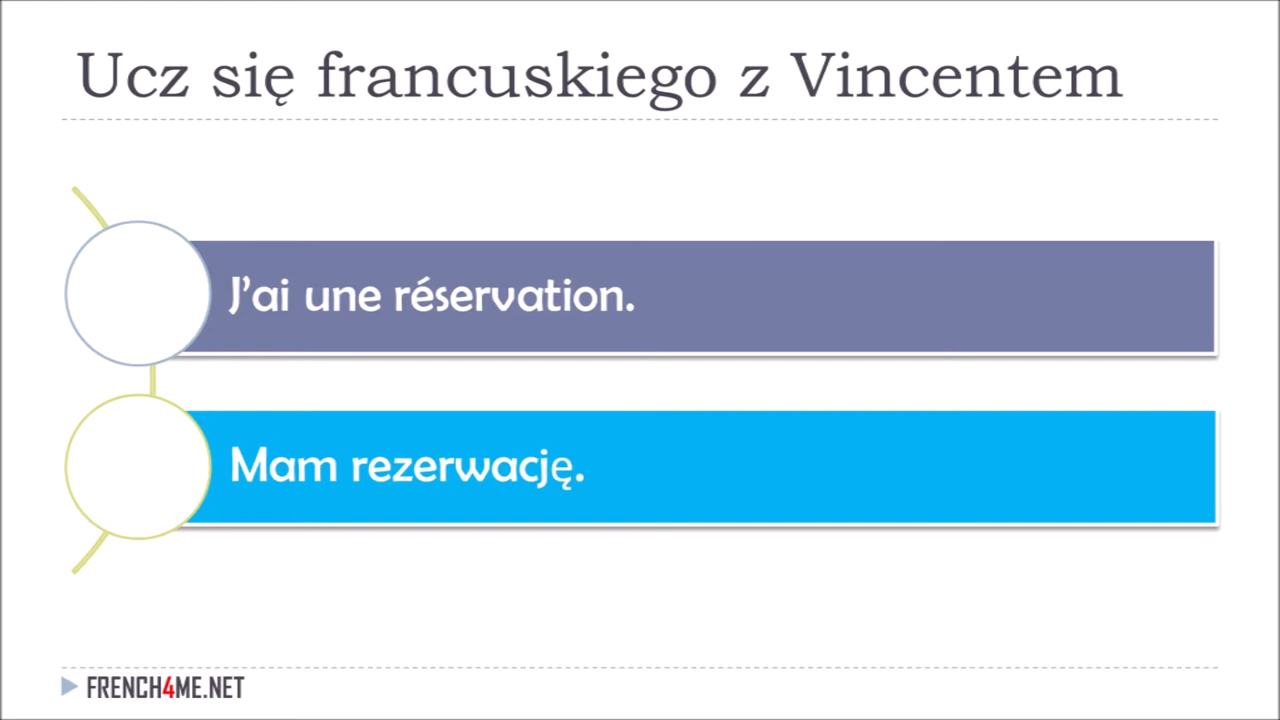 Ucz się francuskiego z Vincentem
J’ai une réservation.
Mam rezerwację.
FRENCH4ME.NET